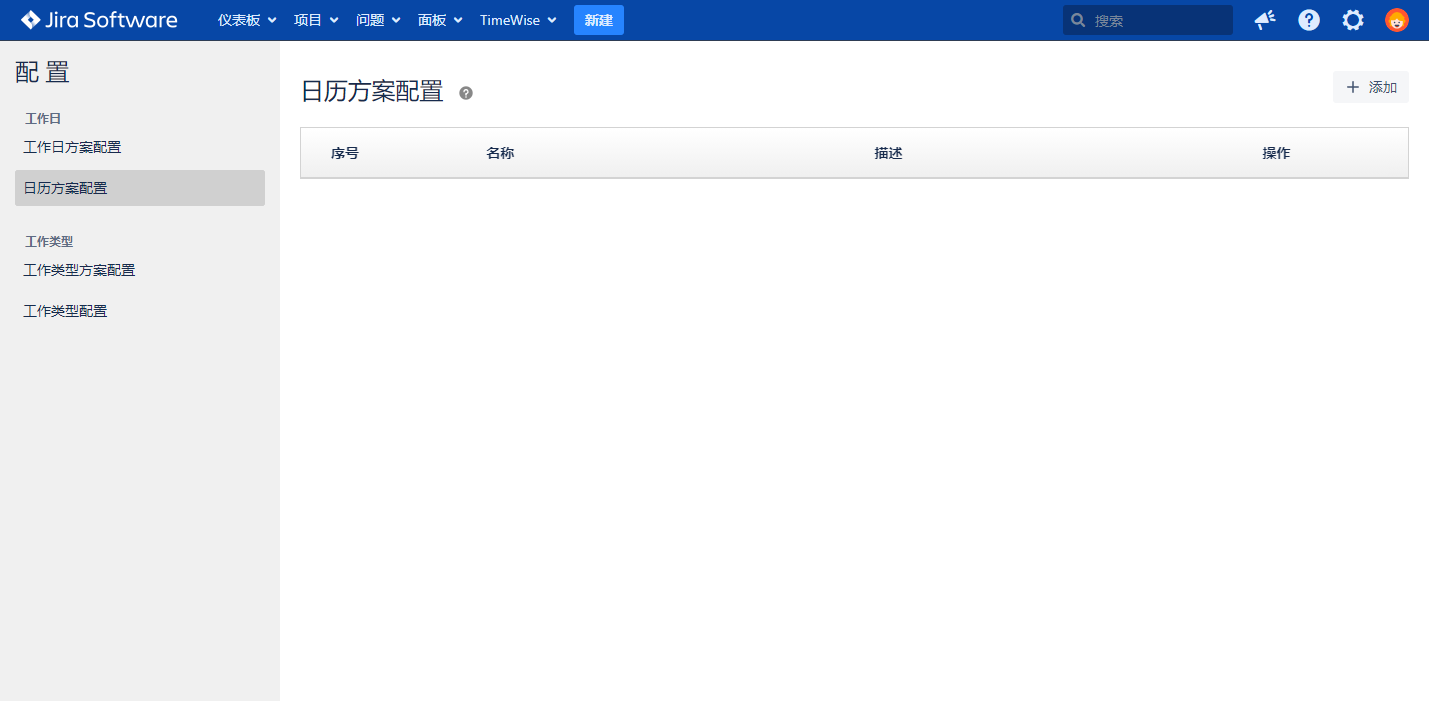 Jira Software 仪表板 项目 问题 面板 TimeWise 新建 搜索
配 置
工作日
工作日方案配置
日历方案配置
工作类型
工作类型方案配置
工作类型配置
日历方案配置
添加
序号 名称 描述 操作